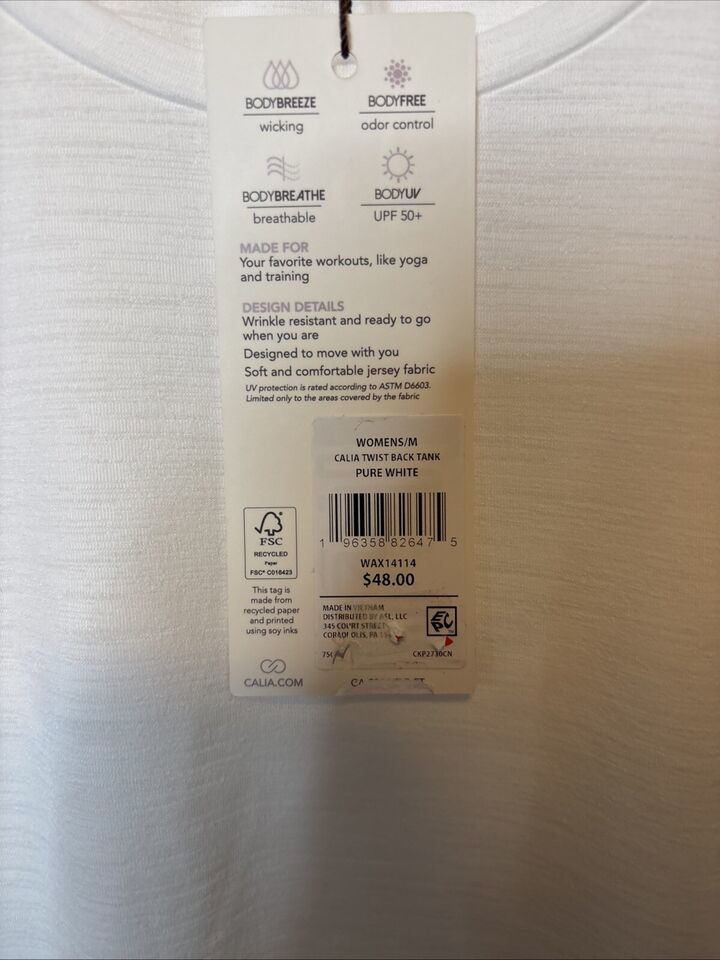 BODYBREEZE
wicking
BODYFREE
odor control
BODYBREATHE
breathable
BODYUV
UPF 50+
MADE FOR
Your favorite workouts, like yoga
and training
DESIGN DETAILS
Wrinkle resistant and ready to go
when you are
Designed to move with you
Soft and comfortable jersey fabric
UV protection is rated according to ASTM D6603.
Limited only to the areas covered by the fabric
WOMENS/M
CALIA TWIST BACK TANK
PURE WHITE
1 96358 82647 5
WAX14114
$48.00
MADE IN VIETNAM
DISTRIBUTED BY ASL, LLC
345 COURT STREET
CORAOPOLIS, PA
EPC
CKP2730CN
FSC
RECYCLED
Paper
FSC® C016423
This tag is
made from
recycled paper
and printed
using soy inks
CALIA.COM